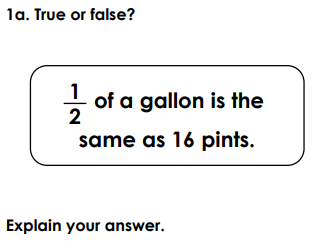 1a. True or false?
1/2 of a gallon is the
same as 16 pints.
Explain your answer.